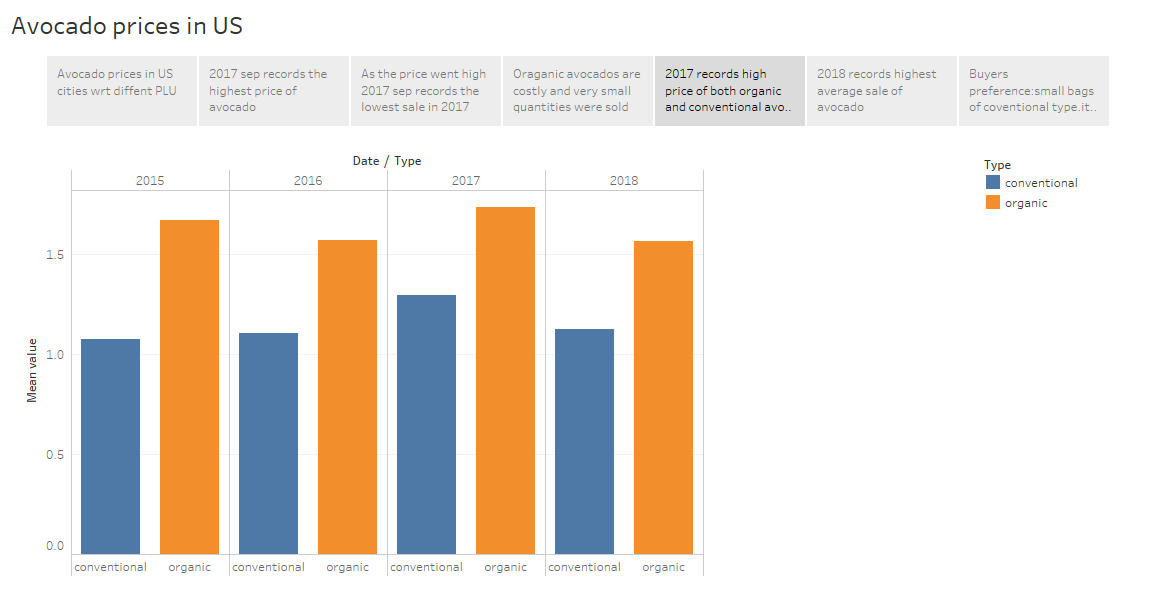 Avocado prices in US
Avocado prices in US
cities wrt diffent PLU
2017 sep records the
highest price of
avocado
As the price went high
2017 sep records the
lowest sale in 2017
Oraganic avocados are
costly and very small
quantities were sold
2017 records high
price of both organic
and conventional avo..
2018 records highest
average sale of
avocado
Buyers
preference:small bags
of coventional type.it..
Date / Type
2015 2016 2017 2018
Type
conventional
organic
1.5
1.0
0.5
0.0
Mean value
conventional organic conventional organic conventional organic conventional organic